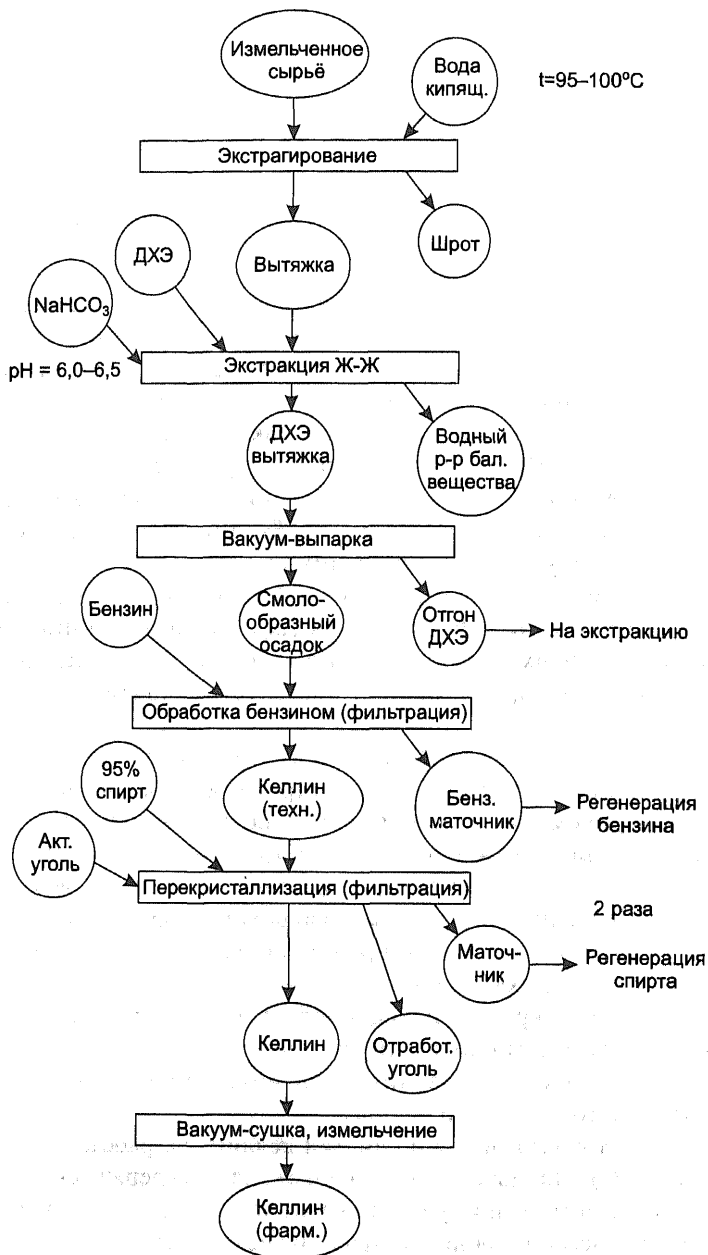 Измельченное
сырьё
Вода
кипящ.
t=95–100ºC
Экстрагирование
Шрот
ДХЭ
Вытяжка
NaHCO₃
pH = 6,0–6,5
Экстракция Ж-Ж
ДХЭ
вытяжка
Водный
р-р бал.
вещества
Вакуум-выпарка
Бензин
Смоло-
образный
осадок
Отгон
ДХЭ
На экстракцию
Обработка бензином (фильтрация)
95%
спирт
Келлин
(техн.)
Бенз.
маточник
Регенерация
бензина
Акт.
уголь
Перекристаллизация (фильтрация)
2 раза
Маточ-
ник
Регенерация
спирта
Келлин
Отработ.
уголь
Вакуум-сушка, измельчение
Келлин
(фарм.)